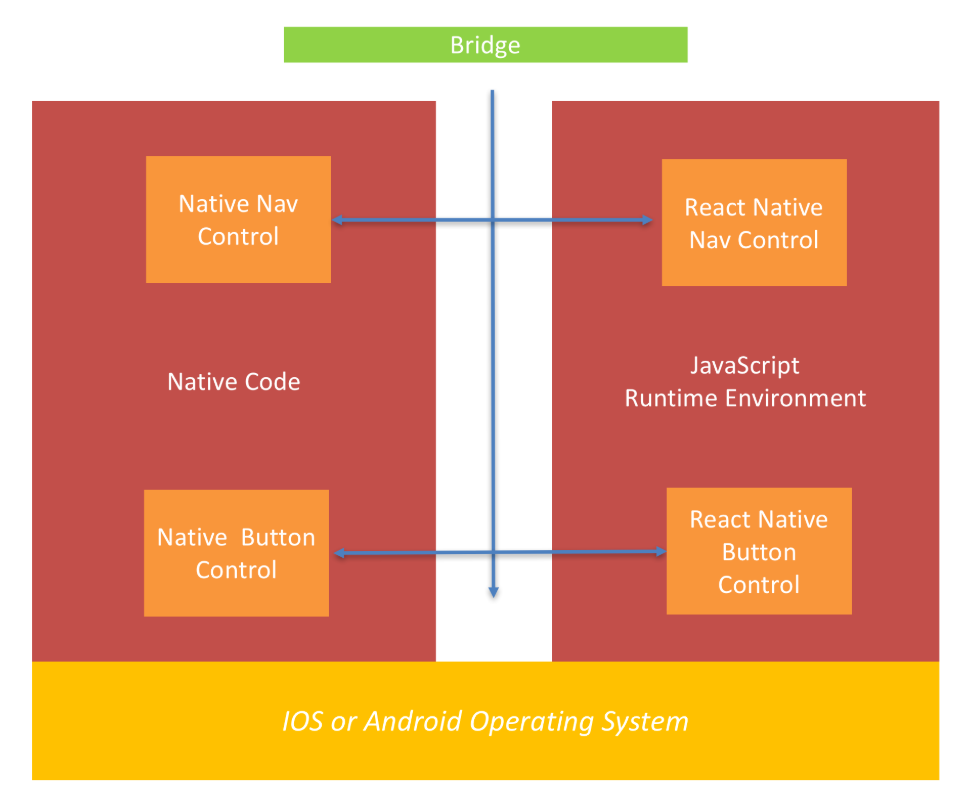 Bridge
Native Nav
Control
React Native
Nav Control
Native Code
JavaScript
Runtime Environment
Native  Button
Control
React Native
Button
Control
IOS or Android Operating System